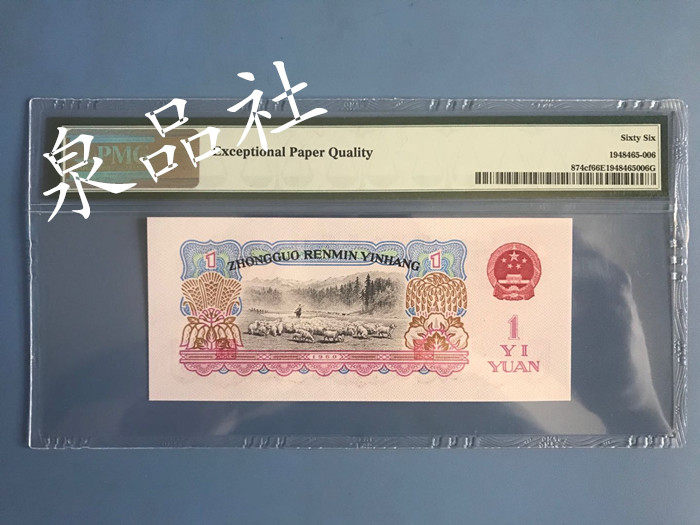 泉品社
PMG
Exceptional Paper Quality
Sixty Six
1948465-006
874cf66E1948465006G
1 ZHONGGUO RENMIN YINHANG 1
1960
1
YI
YUAN